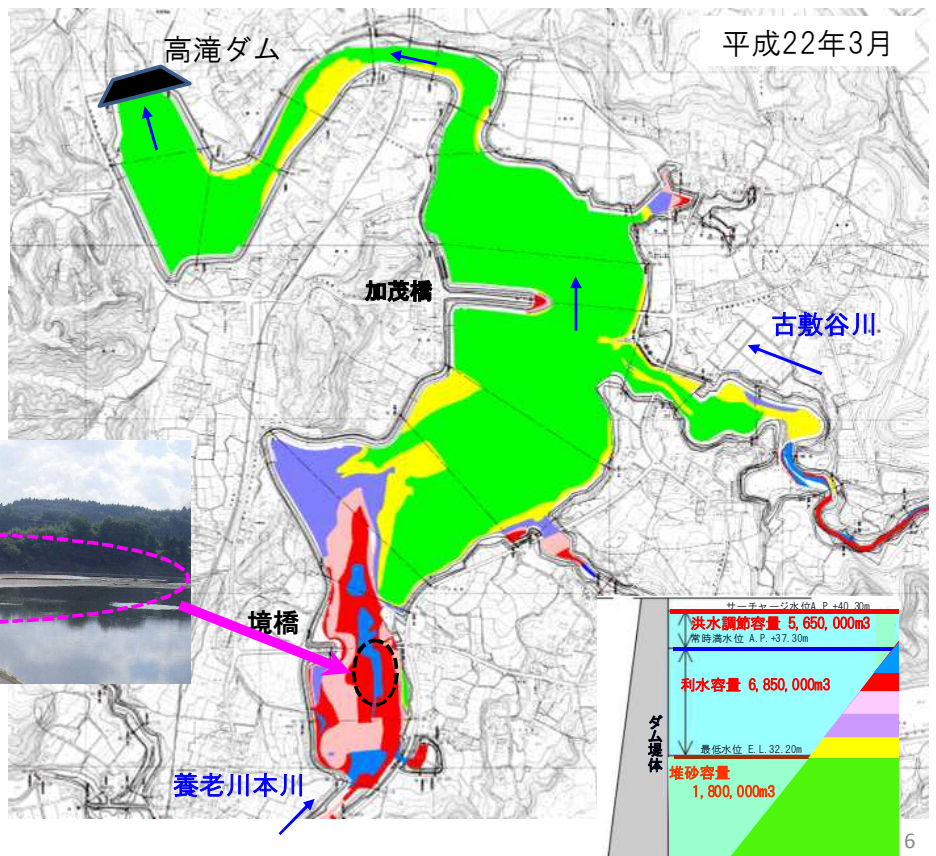 高滝ダム
平成22年3月
加茂橋
古敷谷川
境橋
養老川本川
サーチャージ水位A.P.+40.30m
洪水調節容量 5,650,000m3
常時満水位 A.P.+37.30m
利水容量 6,850,000m3
ダム堤体
最低水位 E.L.32.20m
堆砂容量
1,800,000m3
6